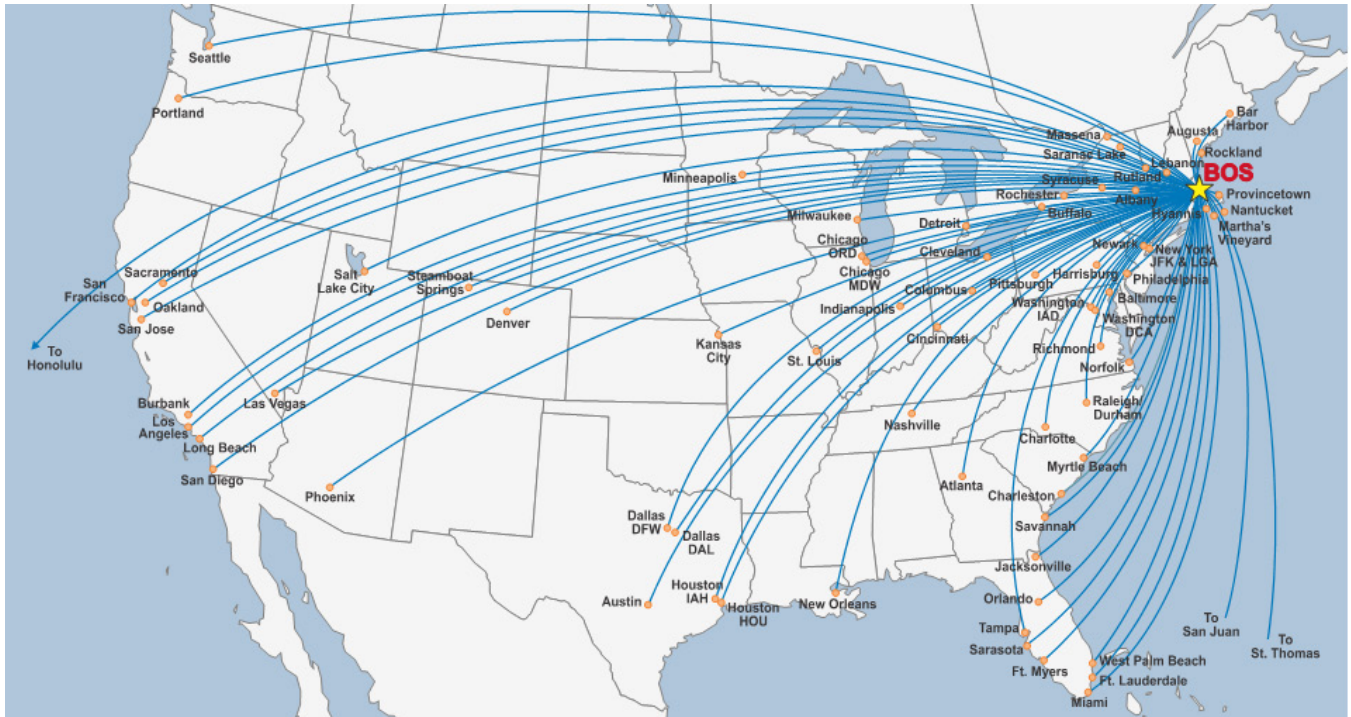 Seattle
Portland
Bar
Harbor
Massena
Augusta
Saranac Lake
Rockland
Lebanon
BOS
Rutland
Syracuse
Minneapolis
Rochester
Albany
Provincetown
Nantucket
Hyannis
Martha's
Vineyard
Buffalo
Milwaukee
Detroit
Chicago
ORD
Cleveland
Newark
New York
JFK & LGA
Chicago
MDW
Harrisburg
Philadelphia
Pittsburgh
Columbus
Baltimore
Washington
IAD
Washington
DCA
Indianapolis
Cincinnati
Richmond
Norfolk
Sacramento
San
Francisco
Oakland
San Jose
Salt
Lake City
Steamboat
Springs
Denver
Kansas
City
St. Louis
To
Honolulu
Burbank
Los
Angeles
Las Vegas
Long Beach
San Diego
Phoenix
Nashville
Raleigh/
Durham
Charlotte
Myrtle Beach
Atlanta
Charleston
Savannah
Dallas
DFW
Dallas
DAL
Jacksonville
Austin
Houston
IAH
Houston
HOU
New Orleans
Orlando
Tampa
Sarasota
Ft. Myers
West Palm Beach
Ft. Lauderdale
Miami
To
San Juan
To
St. Thomas